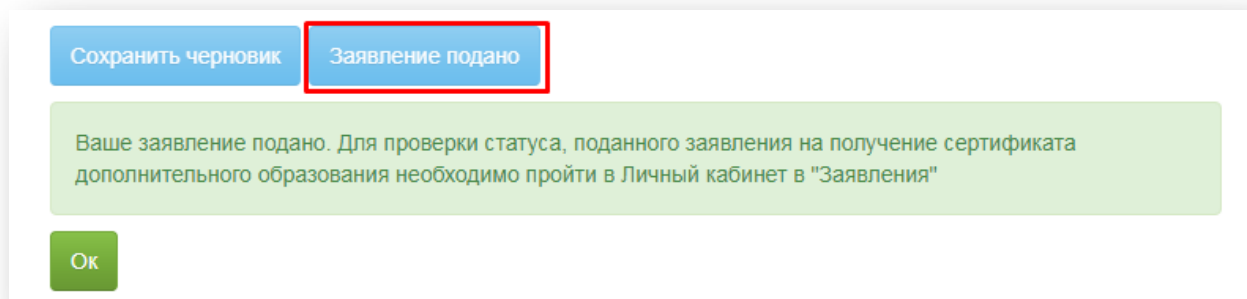 Сохранить черновик Заявление подано
Ваше заявление подано. Для проверки статуса, поданного заявления на получение сертификата
дополнительного образования необходимо пройти в Личный кабинет в "Заявления"
Ок